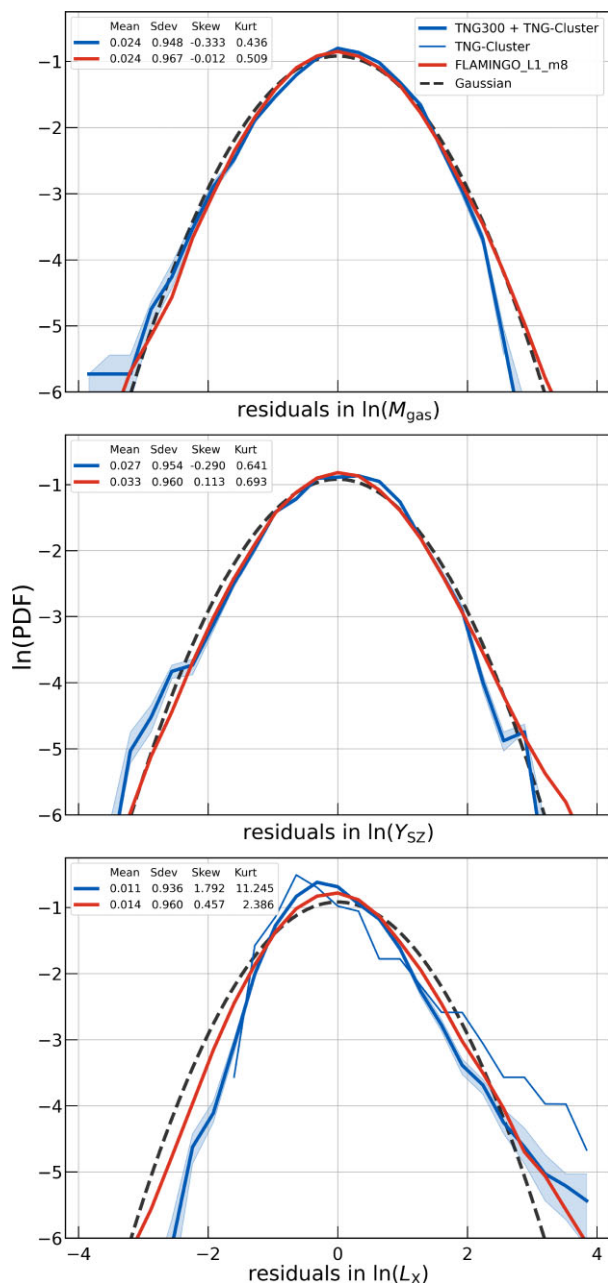 Mean Sdev Skew Kurt
0.024 0.948 -0.333 0.436
0.024 0.967 -0.012 0.509
TNG300 + TNG-Cluster
TNG-Cluster
FLAMINGO_L1_m8
Gaussian
−1
−2
−3
−4
−5
−6
residuals in ln(Mgas)
Mean Sdev Skew Kurt
0.027 0.954 -0.290 0.641
0.033 0.960 0.113 0.693
−1
−2
−3
−4
−5
−6
ln(PDF)
residuals in ln(YSZ)
Mean Sdev Skew Kurt
0.011 0.936 1.792 11.245
0.014 0.960 0.457 2.386
−1
−2
−3
−4
−5
−6
−4 −2 0 2 4
residuals in ln(LX)